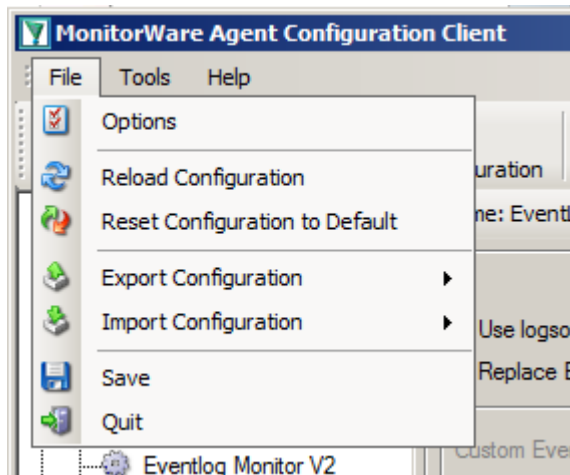 MonitorWare Agent Configuration Client
File Tools Help
Options
uration
Reload Configuration
Reset Configuration to Default
me: Eventl
Export Configuration
Import Configuration
Use logso
Replace E
Save
Quit
Custom Eve
Eventlog Monitor V2